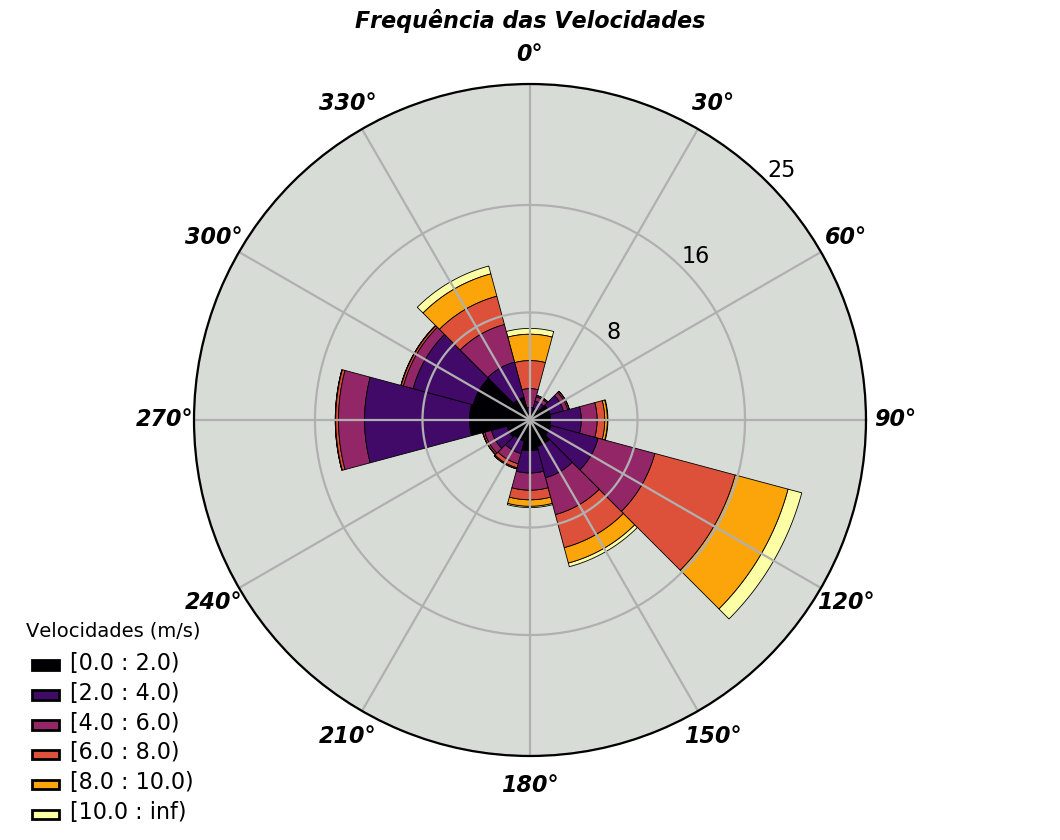 Frequência das Velocidades
0°
330°
30°
25
300°
60°
16
8
270°
90°
240°
120°
210°
150°
180°
Velocidades (m/s)
[0.0 : 2.0)
[2.0 : 4.0)
[4.0 : 6.0)
[6.0 : 8.0)
[8.0 : 10.0)
[10.0 : inf)